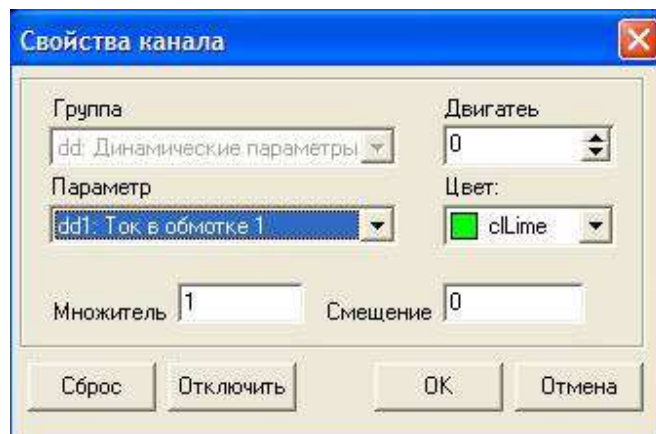 Свойства канала
Группа Двигатеь
dd: Динамические параметры 0
Параметр Цвет:
dd1: Ток в обмотке 1 clLime
Множитель 1 Смещение 0
Сброс Отключить OK Отмена